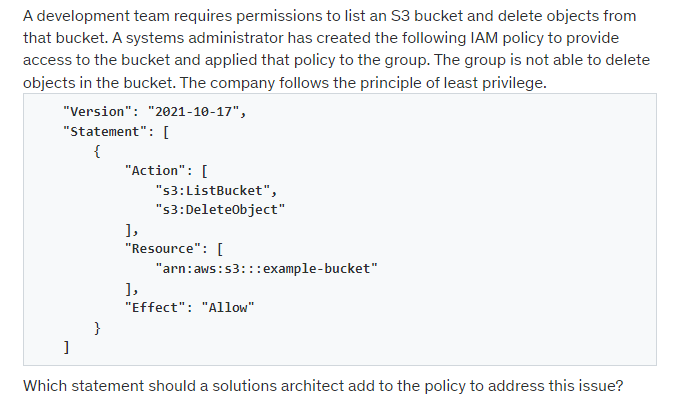 A development team requires permissions to list an S3 bucket and delete objects from
that bucket. A systems administrator has created the following IAM policy to provide
access to the bucket and applied that policy to the group. The group is not able to delete
objects in the bucket. The company follows the principle of least privilege.
"Version": "2021-10-17",
"Statement": [
{
"Action": [
"s3:ListBucket",
"s3:DeleteObject"
],
"Resource": [
"arn:aws:s3:::example-bucket"
],
"Effect": "Allow"
}
]
Which statement should a solutions architect add to the policy to address this issue?